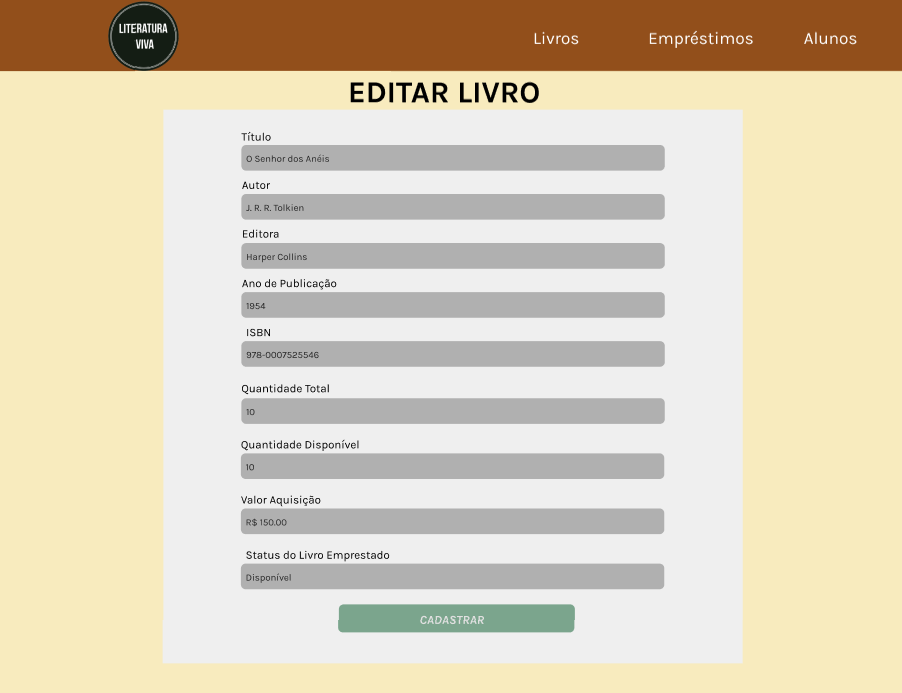 LITERATURA
VIVA
Livros
Empréstimos
Alunos
EDITAR LIVRO
Título
O Senhor dos Anéis
Autor
J. R. R. Tolkien
Editora
Harper Collins
Ano de Publicação
1954
ISBN
978-0007525546
Quantidade Total
10
Quantidade Disponível
10
Valor Aquisição
R$ 150.00
Status do Livro Emprestado
Disponível
CADASTRAR